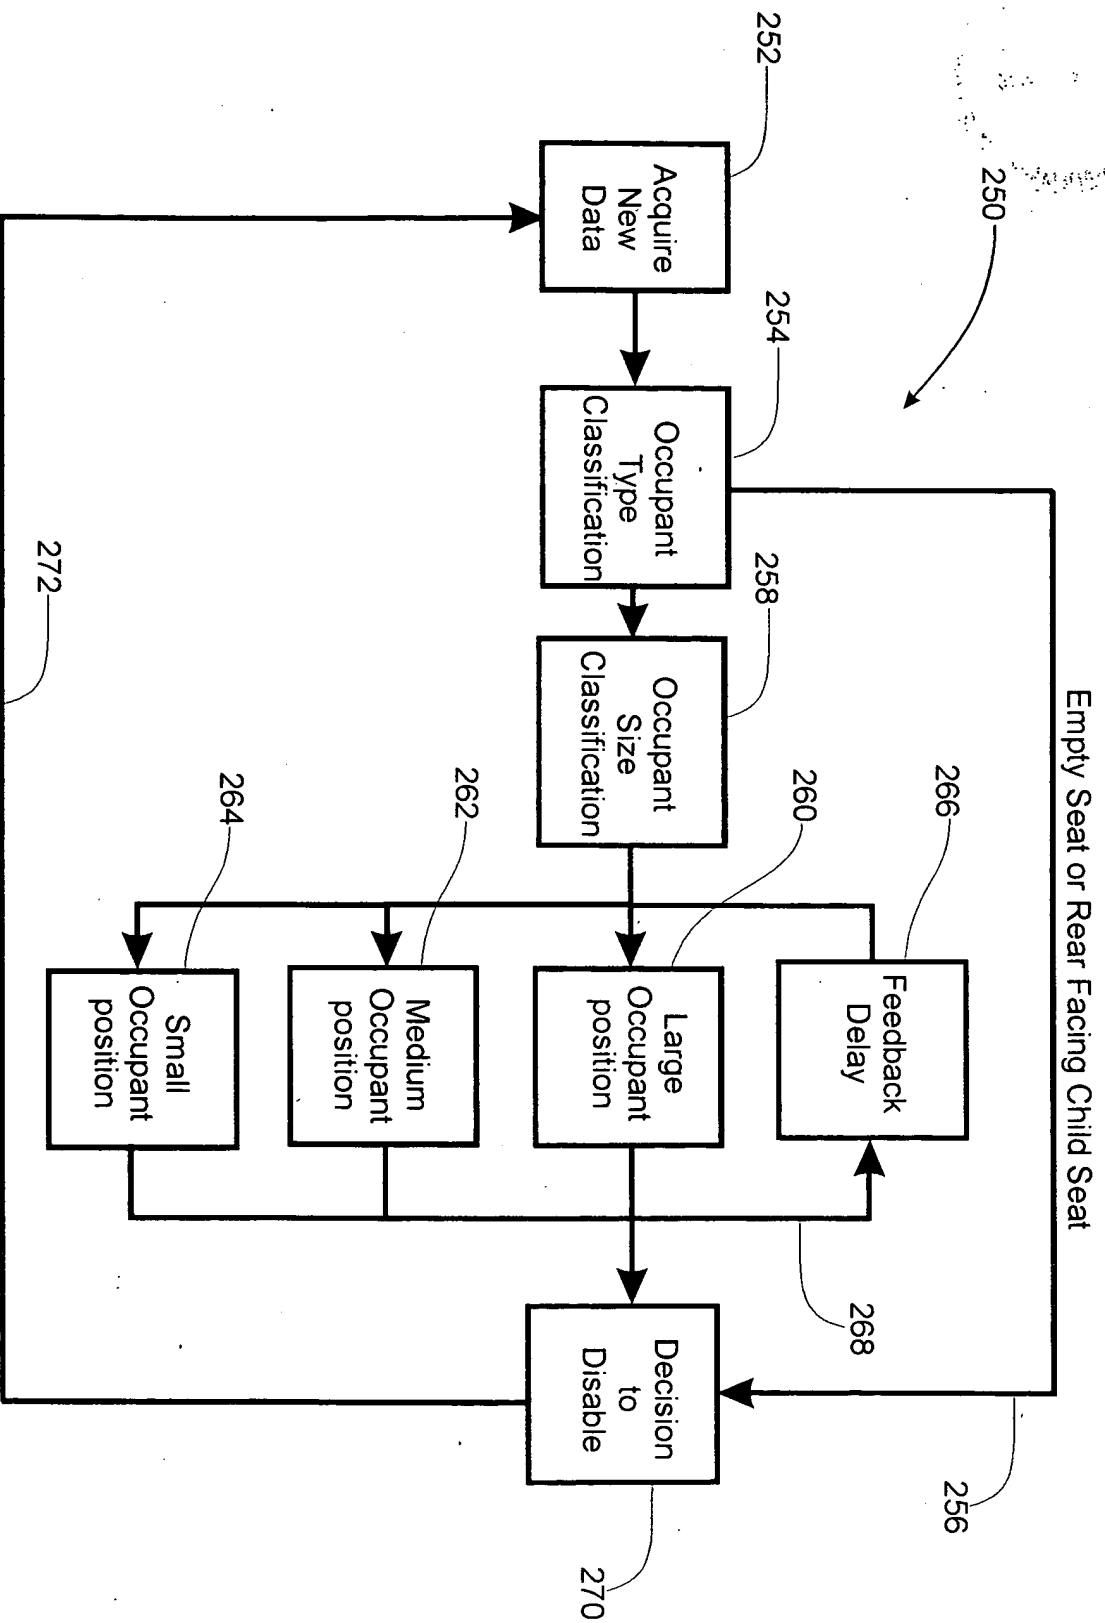 250
Empty Seat or Rear Facing Child Seat
256
252
Acquire
New
Data
254
Occupant
Type
Classification
258
Occupant
Size
Classification
266
Feedback
Delay
260
Large
Occupant
position
262
Medium
Occupant
position
264
Small
Occupant
position
268
Decision
to
Disable
270
272